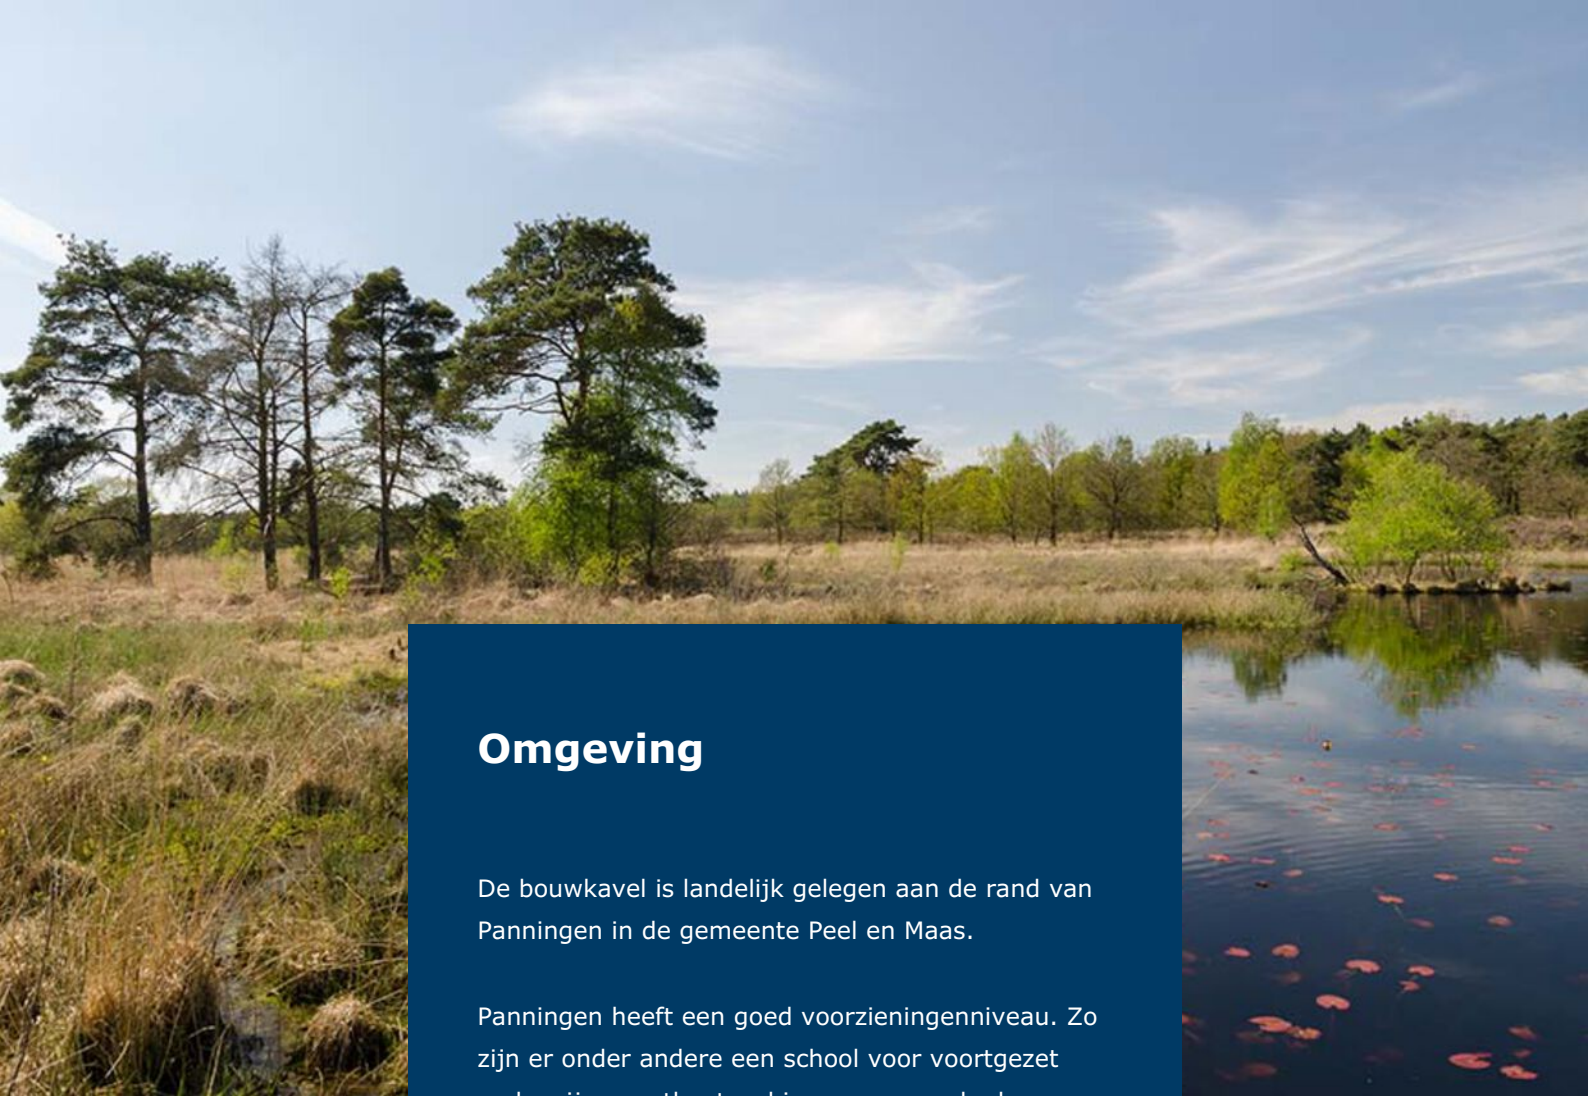 Omgeving
De bouwkavel is landelijk gelegen aan de rand van
Panningen in de gemeente Peel en Maas.
Panningen heeft een goed voorzieningenniveau. Zo
zijn er onder andere een school voor voortgezet